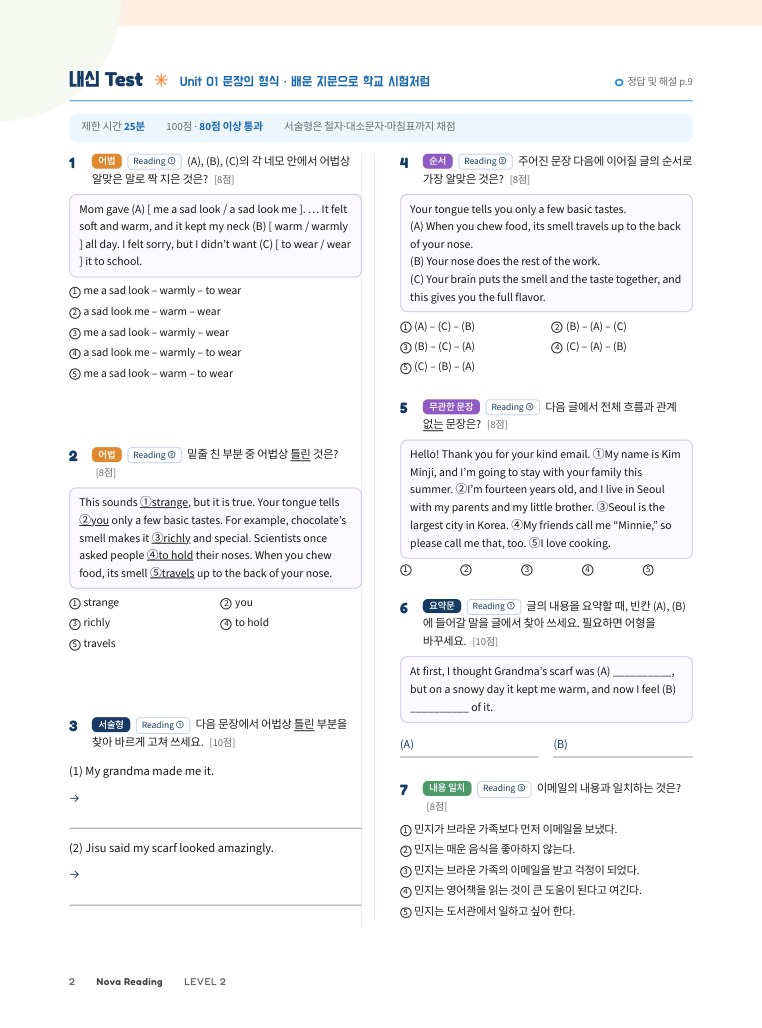 내신 Test ✳ Unit 01 문장의 형식 · 배운 지문으로 학교 시험처럼
정답 및 해설 p.9
제한 시간 25분 100점 · 80점 이상 통과 서술형은 철자·대소문자·마침표까지 채점
1 어법 Reading ① (A), (B), (C)의 각 네모 안에서 어법상
알맞은 말로 짝 지은 것은? [8점]
Mom gave (A) [ me a sad look / a sad look me ]. … It felt
soft and warm, and it kept my neck (B) [ warm / warmly
] all day. I felt sorry, but I didn’t want (C) [ to wear / wear
] it to school.
① me a sad look – warmly – to wear
② a sad look me – warm – wear
③ me a sad look – warmly – wear
④ a sad look me – warmly – to wear
⑤ me a sad look – warm – to wear
2 어법 Reading ② 밑줄 친 부분 중 어법상 틀린 것은?
[8점]
This sounds ①strange, but it is true. Your tongue tells
②you only a few basic tastes. For example, chocolate’s
smell makes it ③richly and special. Scientists once
asked people ④to hold their noses. When you chew
food, its smell ⑤travels up to the back of your nose.
① strange ② you
③ richly ④ to hold
⑤ travels
3 서술형 Reading ① 다음 문장에서 어법상 틀린 부분을
찾아 바르게 고쳐 쓰세요. [10점]
(1) My grandma made me it.
→
(2) Jisu said my scarf looked amazingly.
→
4 순서 Reading ② 주어진 문장 다음에 이어질 글의 순서로
가장 알맞은 것은? [8점]
Your tongue tells you only a few basic tastes.
(A) When you chew food, its smell travels up to the back
of your nose.
(B) Your nose does the rest of the work.
(C) Your brain puts the smell and the taste together, and
this gives you the full flavor.
① (A) – (C) – (B) ② (B) – (A) – (C)
③ (B) – (C) – (A) ④ (C) – (A) – (B)
⑤ (C) – (B) – (A)
5 무관한 문장 Reading ③ 다음 글에서 전체 흐름과 관계
없는 문장은? [8점]
Hello! Thank you for your kind email. ①My name is Kim
Minji, and I’m going to stay with your family this
summer. ②I’m fourteen years old, and I live in Seoul
with my parents and my little brother. ③Seoul is the
largest city in Korea. ④My friends call me “Minnie,” so
please call me that, too. ⑤I love cooking.
① ② ③ ④ ⑤
6 요약문 Reading ① 글의 내용을 요약할 때, 빈칸 (A), (B)
에 들어갈 말을 글에서 찾아 쓰세요. 필요하면 어형을
바꾸세요. [10점]
At first, I thought Grandma’s scarf was (A) __________,
but on a snowy day it kept me warm, and now I feel (B)
__________ of it.
(A) (B)
7 내용 일치 Reading ③ 이메일의 내용과 일치하는 것은?
[8점]
① 민지가 브라운 가족보다 먼저 이메일을 보냈다.
② 민지는 매운 음식을 좋아하지 않는다.
③ 민지는 브라운 가족의 이메일을 받고 걱정이 되었다.
④ 민지는 영어책을 읽는 것이 큰 도움이 된다고 여긴다.
⑤ 민지는 도서관에서 일하고 싶어 한다.
2 Nova Reading LEVEL 2